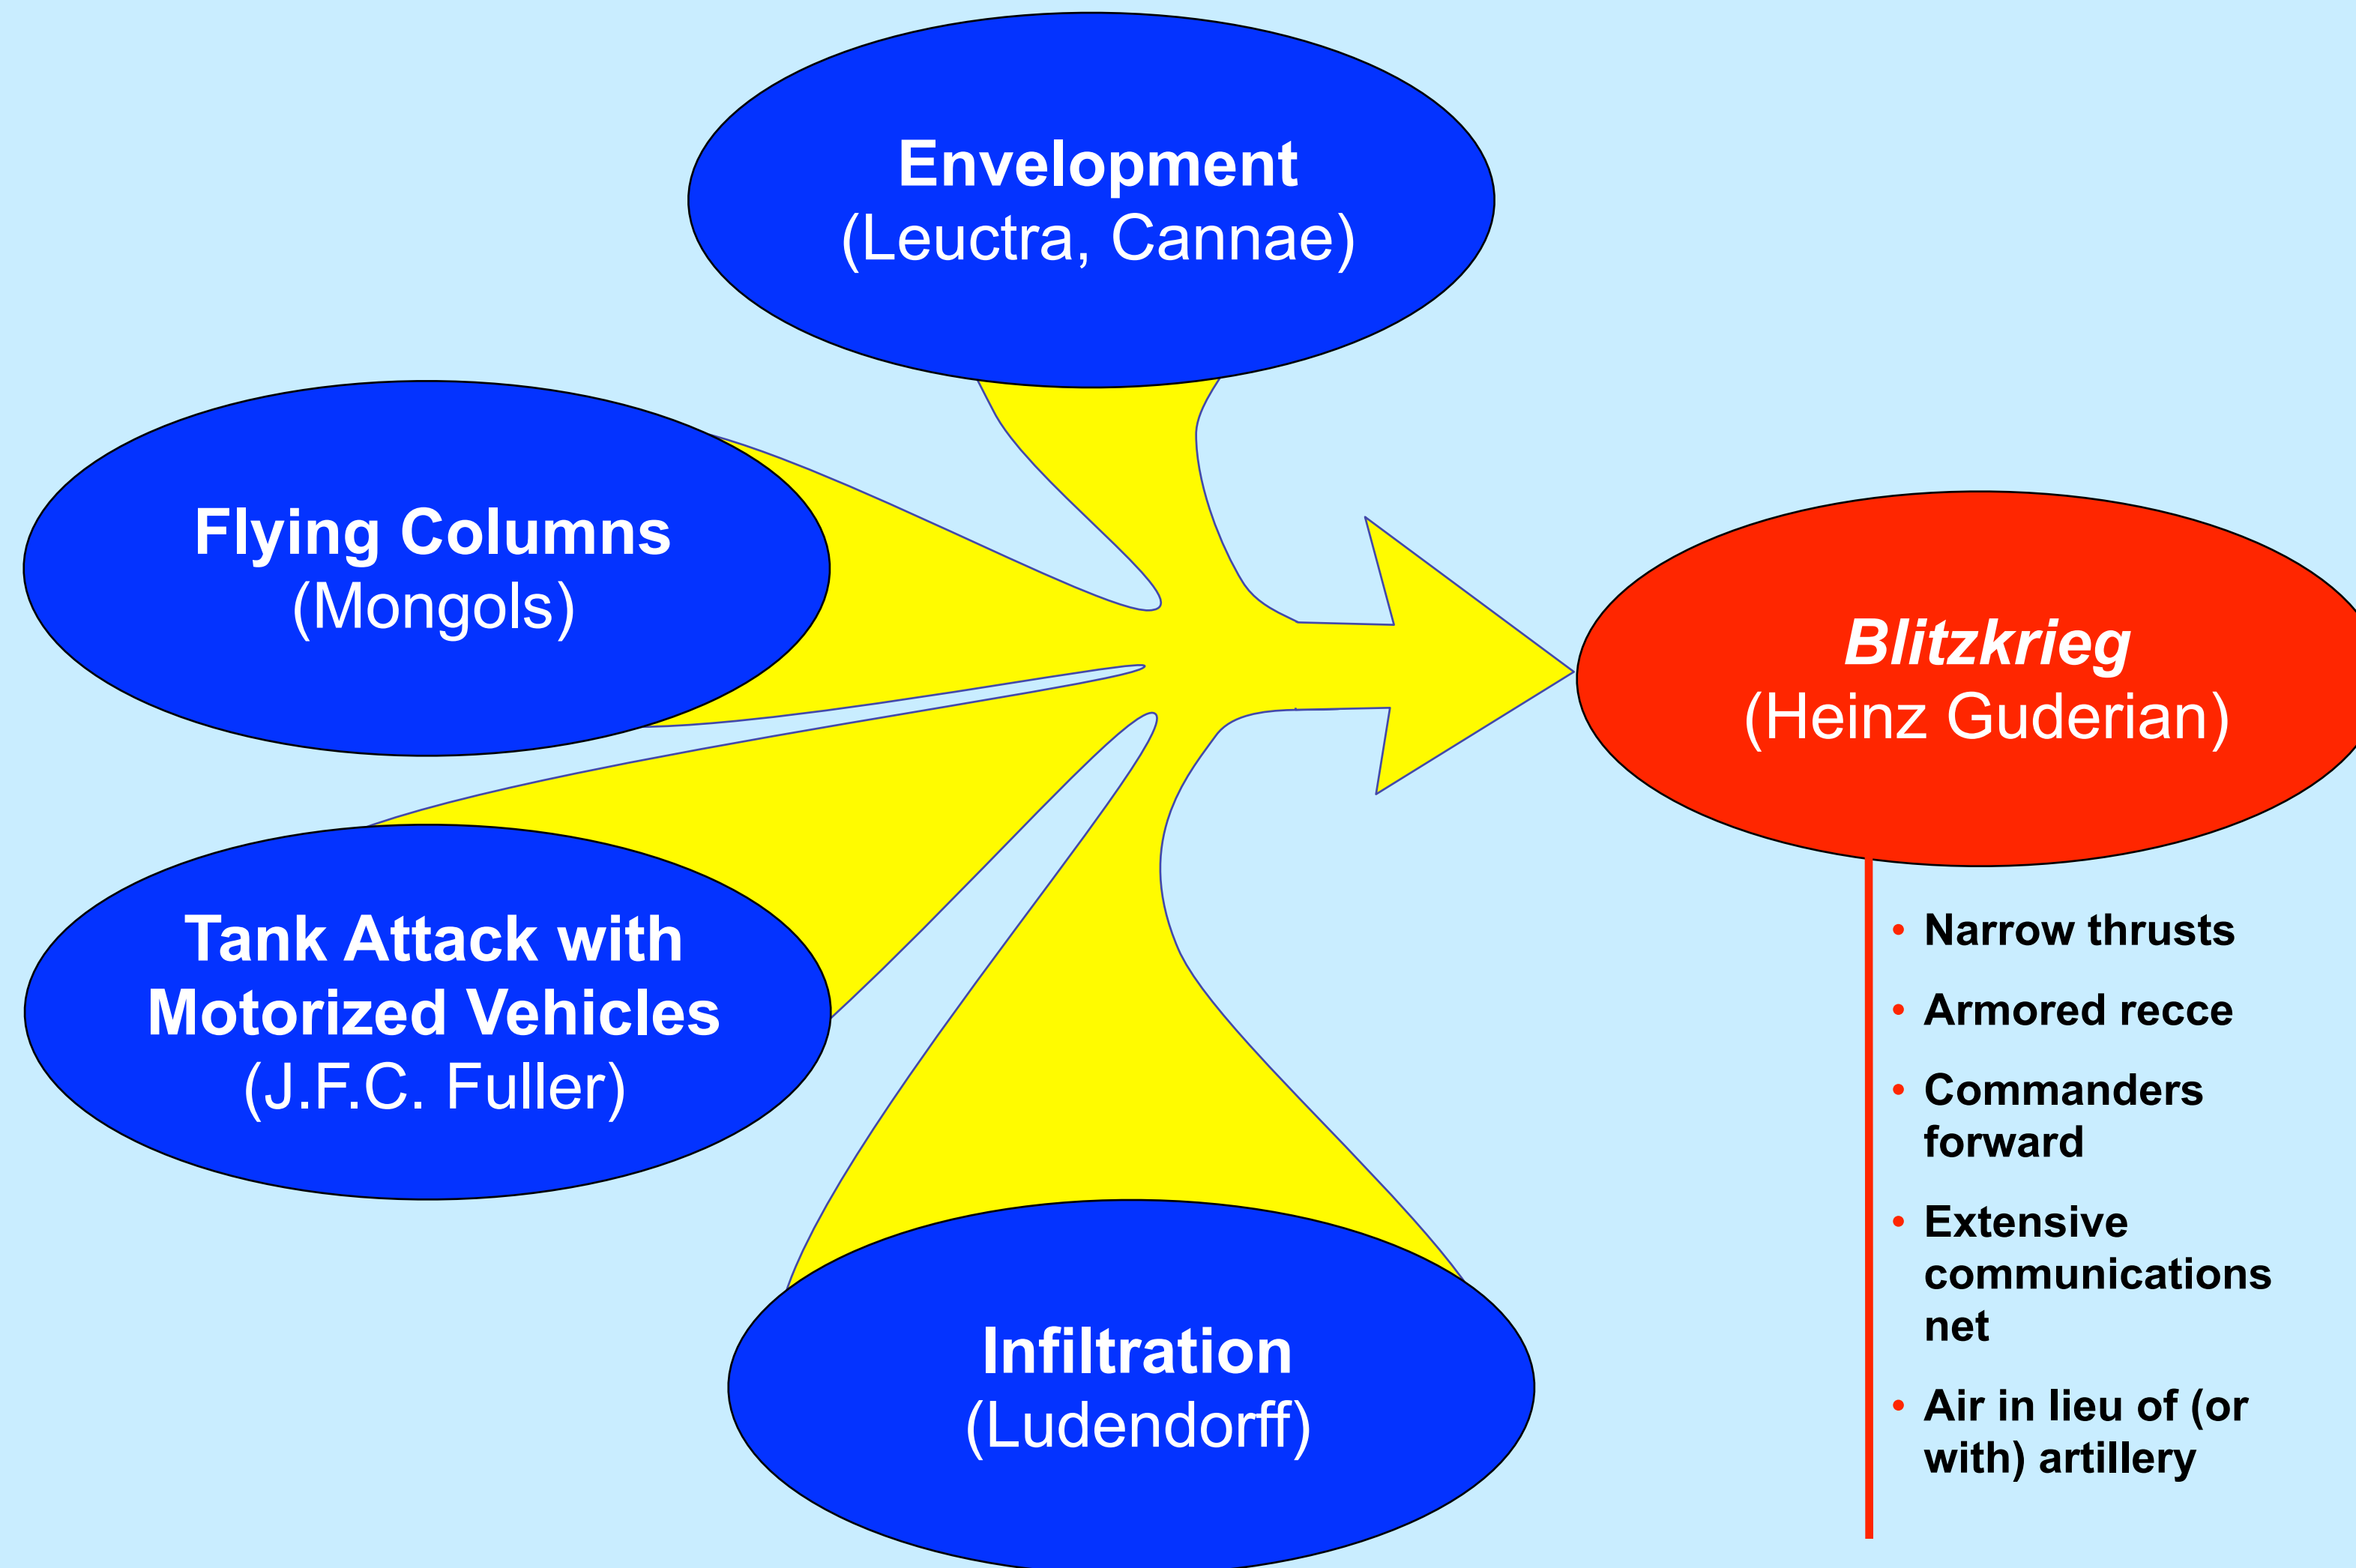 Envelopment
(Leuctra, Cannae)
Flying Columns
(Mongols)
Tank Attack with
Motorized Vehicles
(J.F.C. Fuller)
Infiltration
(Ludendorff)
Blitzkrieg
(Heinz Guderian)
• Narrow thrusts
• Armored recce
• Commanders
forward
• Extensive
communications
net
• Air in lieu of (or
with) artillery